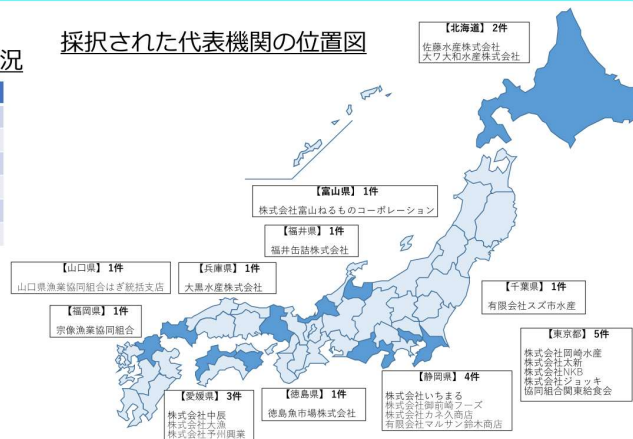 況
採択された代表機関の位置図
【北海道】 2件
佐藤水産株式会社
大ワ大和水産株式会社
【富山県】 1件
株式会社富山ねるものコーポレーション
【福井県】 1件
福井缶詰株式会社
【山口県】 1件
山口県漁業協同組合はぎ統括支店
【兵庫県】 1件
大黒水産株式会社
【千葉県】 1件
有限会社スズ市水産
【福岡県】 1件
宗像漁業協同組合
【東京都】 5件
株式会社岡崎水産
株式会社太新
株式会社NKB
株式会社ジョッキ
協同組合関東給食会
【愛媛県】 3件
株式会社中辰
株式会社大漁
株式会社予州興業
【徳島県】 1件
徳島魚市場株式会社
【静岡県】 4件
株式会社いちまる
株式会社御前崎フーズ
株式会社カネ久商店
有限会社マルサン鈴木商店